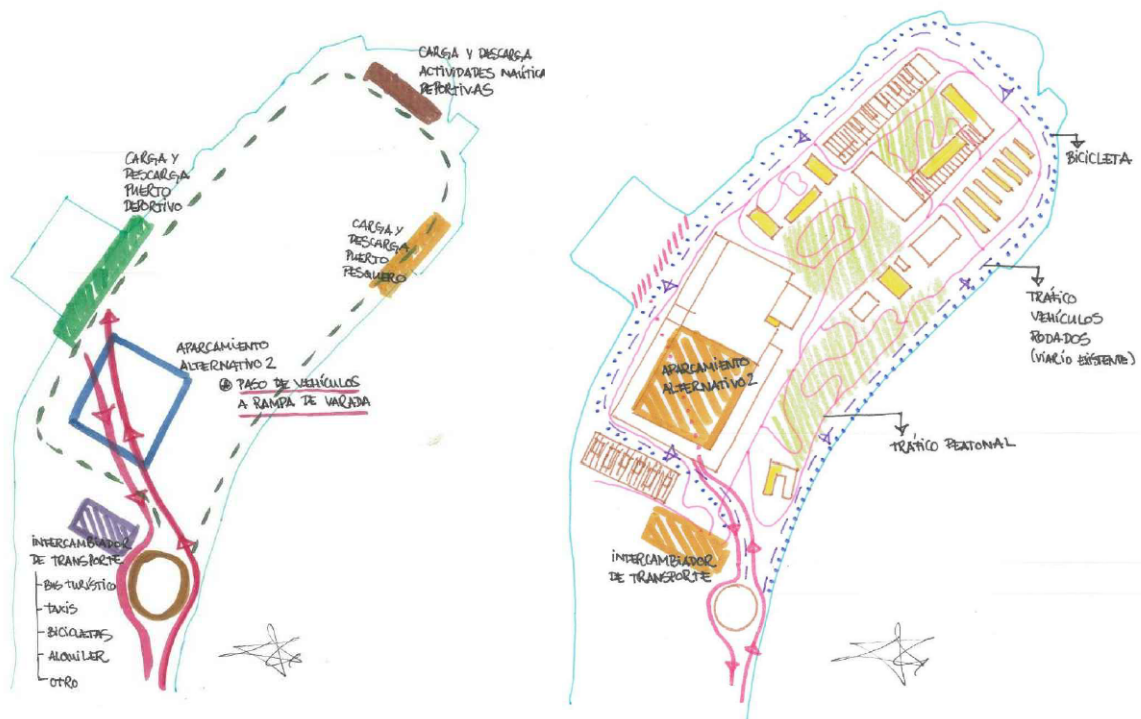 CARGA Y DESCARGA
ACTIVIDADES NAÚTICA
DEPORTIVAS
CARGA Y
DESCARGA
PUERTO
DEPORTIVO
CARGA Y
DESCARGA
PUERTO
PESQUERO
APARCAMIENTO
ALTERNATIVO 2
PASO DE VEHÍCULOS
A RAMPA DE VARADA
INTERCAMBIADOR
DE TRANSPORTE
BUS TURÍSTICO
TAXIS
BICICLETAS
ALQUILER
OTRO
BICICLETA
TRÁFICO
VEHÍCULOS
RODADOS
(VIARIO EXISTENTE)
APARCAMIENTO
ALTERNATIVO 2
TRÁFICO PEATONAL
INTERCAMBIADOR
DE TRANSPORTE